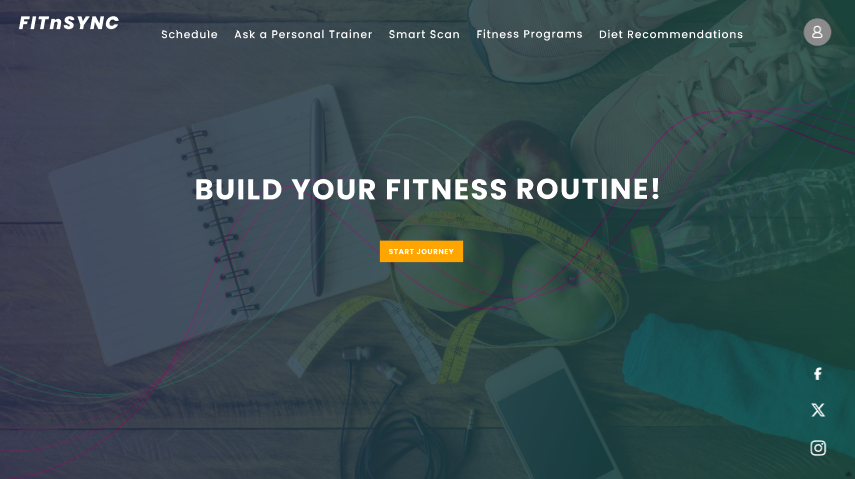 FITnSYNC
Schedule Ask a Personal Trainer Smart Scan Fitness Programs Diet Recommendations
BUILD YOUR FITNESS ROUTINE!
START JOURNEY